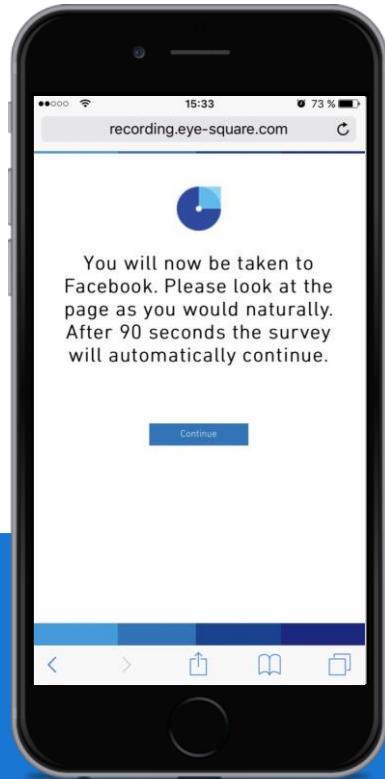 15:33
73 %
recording.eye-square.com
You will now be taken to
Facebook. Please look at the
page as you would naturally.
After 90 seconds the survey
will automatically continue.
Continue